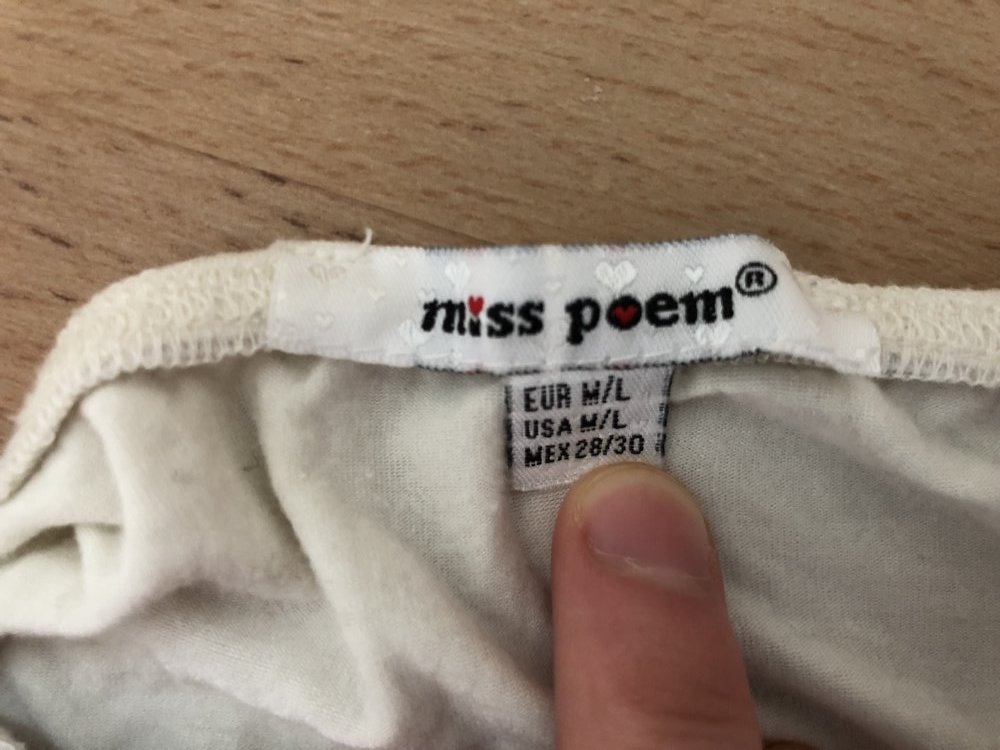 miss poem®
EUR M/L
USA M/L
MEX 28/30